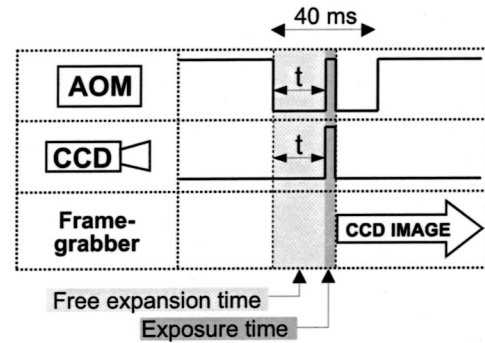 40 ms
AOM
t
CCD
t
Frame-
grabber
CCD IMAGE
Free expansion time
Exposure time